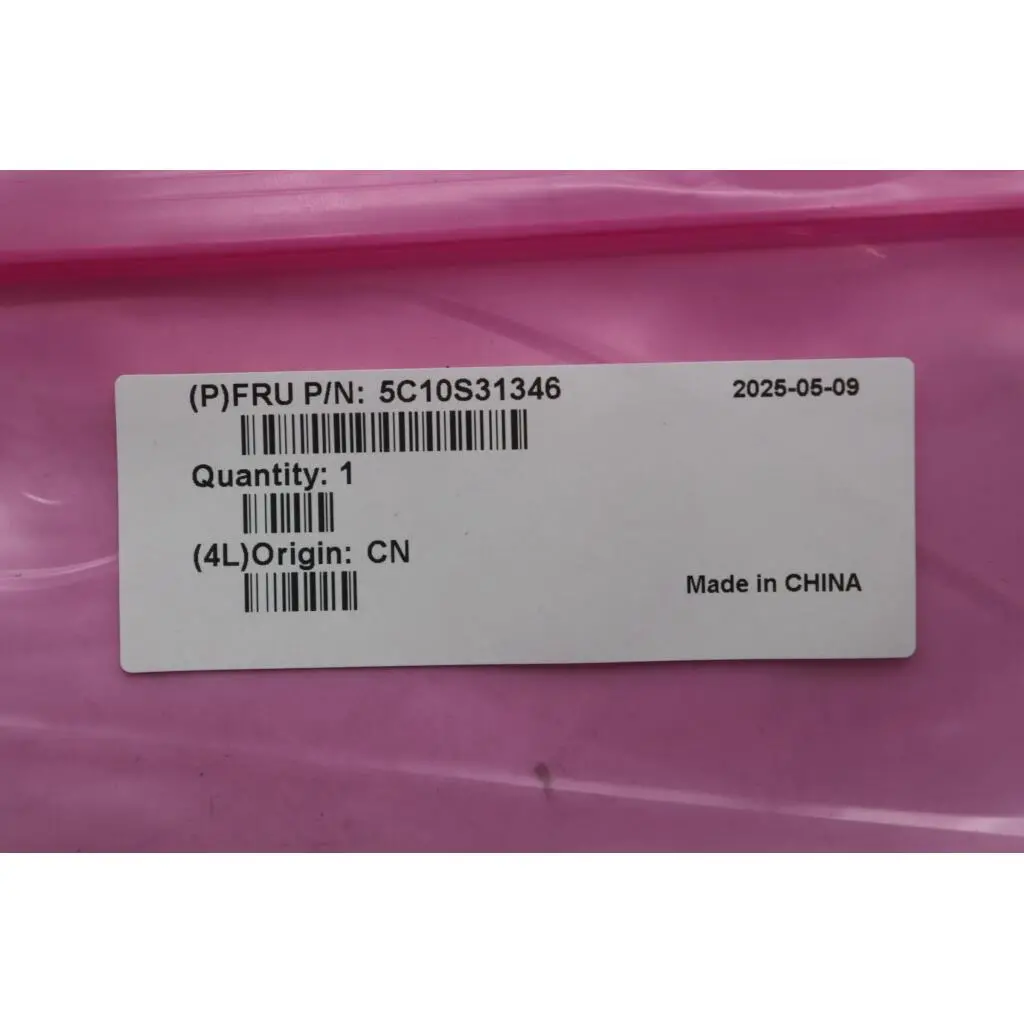 (P)FRU P/N: 5C10S31346
2025-05-09
Quantity: 1
(4L)Origin: CN
Made in CHINA